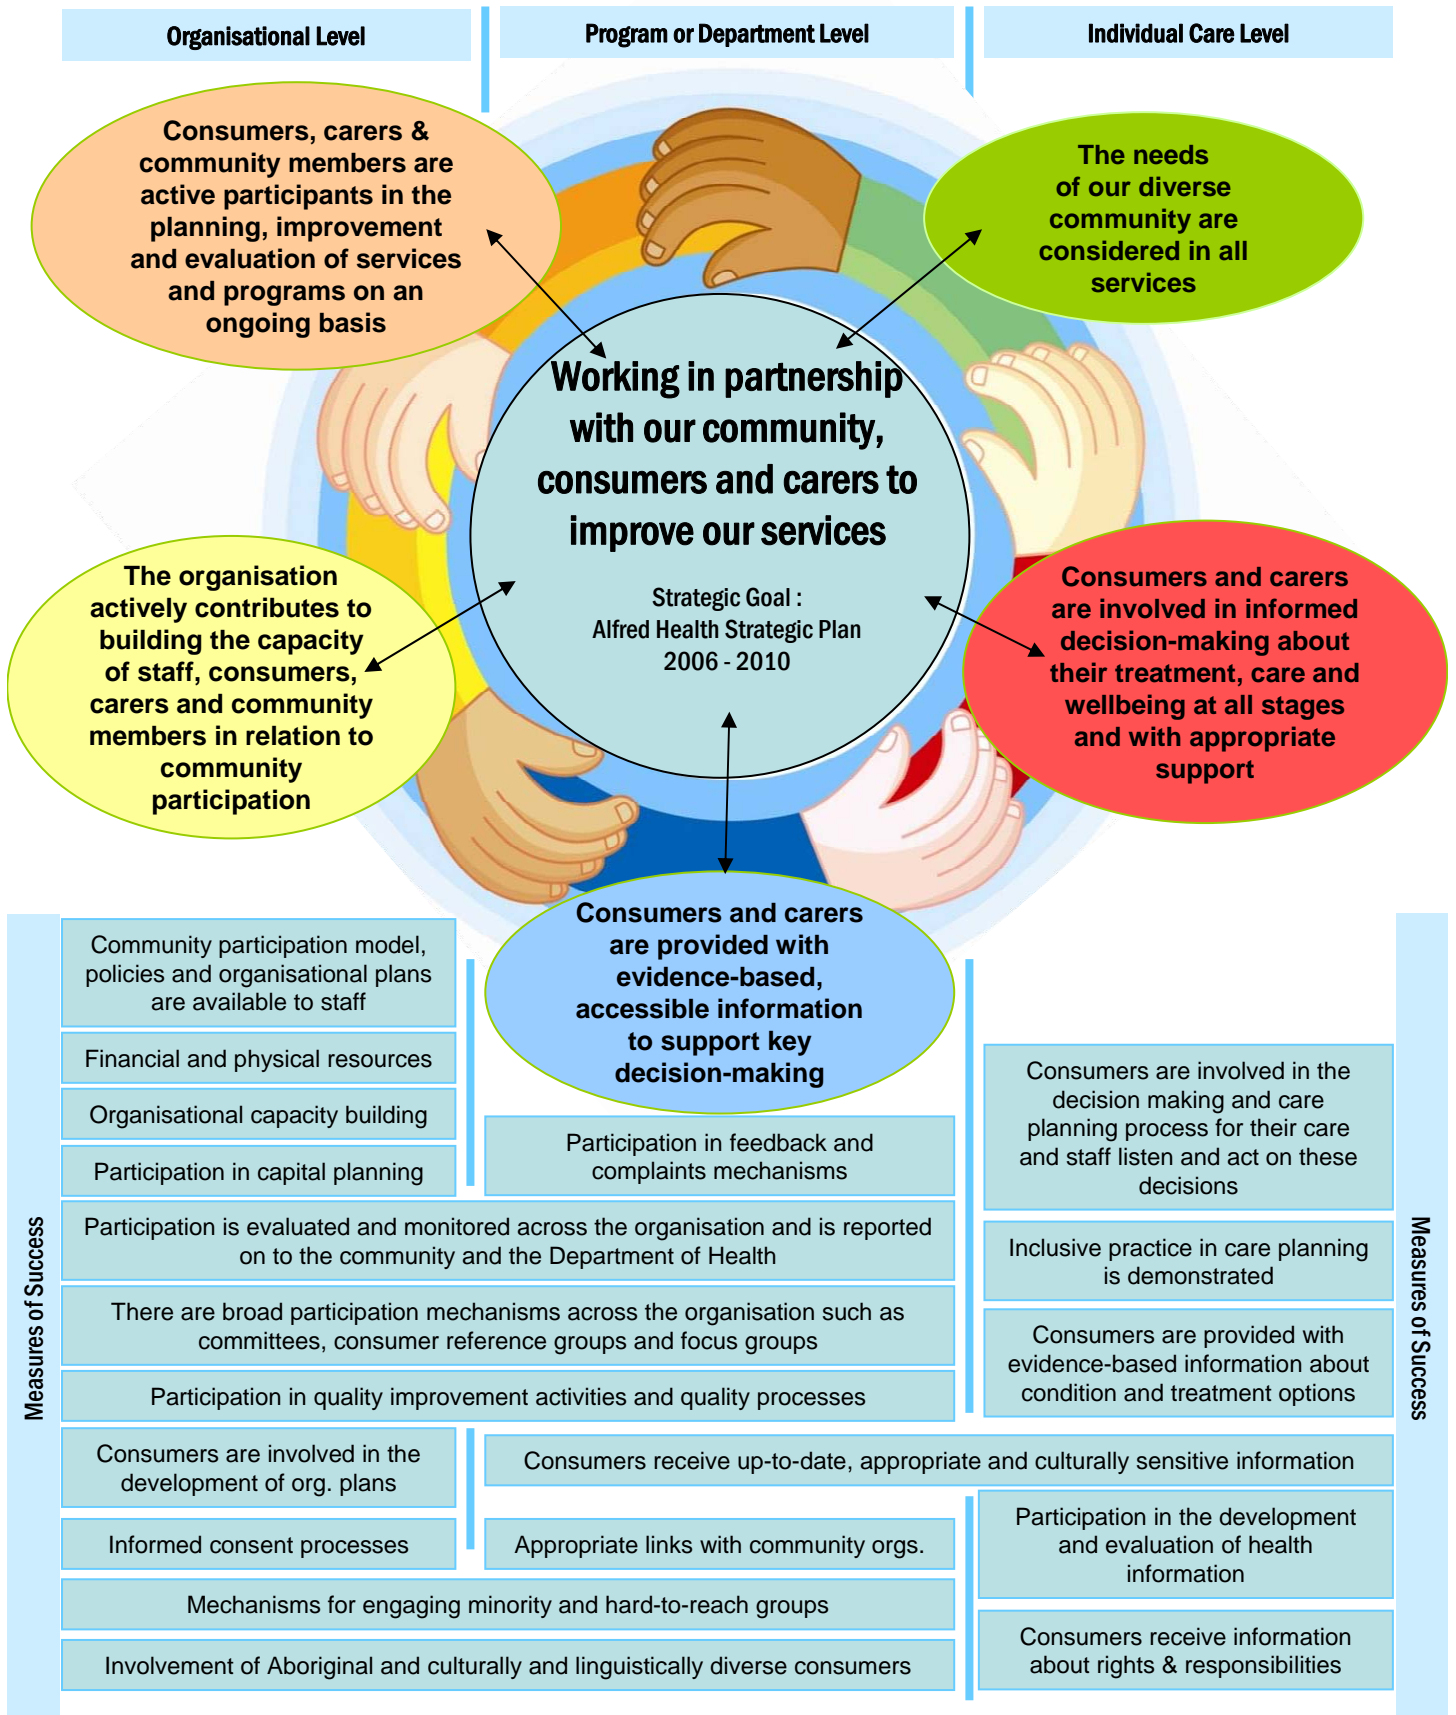 Organisational Level
Program or Department Level
Individual Care Level
Consumers, carers &
community members are
active participants in the
planning, improvement
and evaluation of services
and programs on an
ongoing basis
The needs
of our diverse
community are
considered in all
services
Working in partnership
with our community,
consumers and carers to
improve our services
Strategic Goal :
Alfred Health Strategic Plan
2006 - 2010
The organisation
actively contributes to
building the capacity
of staff, consumers,
carers and community
members in relation to
community
participation
Consumers and carers
are involved in informed
decision-making about
their treatment, care and
wellbeing at all stages
and with appropriate
support
Consumers and carers
are provided with
evidence-based,
accessible information
to support key
decision-making
Measures of Success
Community participation model,
policies and organisational plans
are available to staff
Financial and physical resources
Organisational capacity building
Participation in capital planning
Participation in feedback and
complaints mechanisms
Consumers are involved in the
decision making and care
planning process for their care
and staff listen and act on these
decisions
Participation is evaluated and monitored across the organisation and is reported
on to the community and the Department of Health
Inclusive practice in care planning
is demonstrated
There are broad participation mechanisms across the organisation such as
committees, consumer reference groups and focus groups
Consumers are provided with
evidence-based information about
condition and treatment options
Participation in quality improvement activities and quality processes
Consumers are involved in the
development of org. plans
Consumers receive up-to-date, appropriate and culturally sensitive information
Informed consent processes
Appropriate links with community orgs.
Participation in the development
and evaluation of health
information
Mechanisms for engaging minority and hard-to-reach groups
Consumers receive information
about rights & responsibilities
Involvement of Aboriginal and culturally and linguistically diverse consumers
Measures of Success